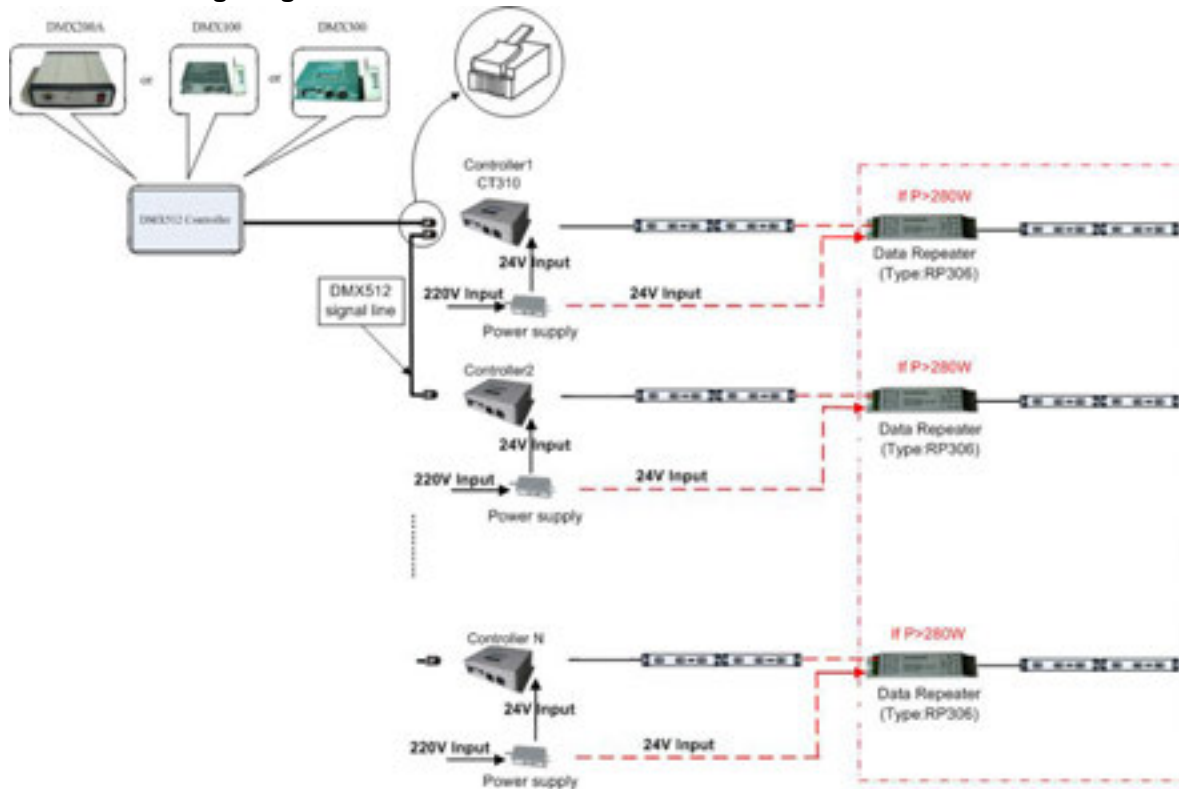 DMX200A
DMX100
DMX300
or
or
DMX512 Controller
Controller1
CT310
24V Input
220V Input
Power supply
24V Input
If P>280W
Data Repeater
(Type:RP306)
DMX512
signal line
Controller2
24V Input
220V Input
Power supply
24V Input
If P>280W
Data Repeater
(Type:RP306)
Controller N
24V Input
220V Input
Power supply
24V Input
If P>280W
Data Repeater
(Type:RP306)